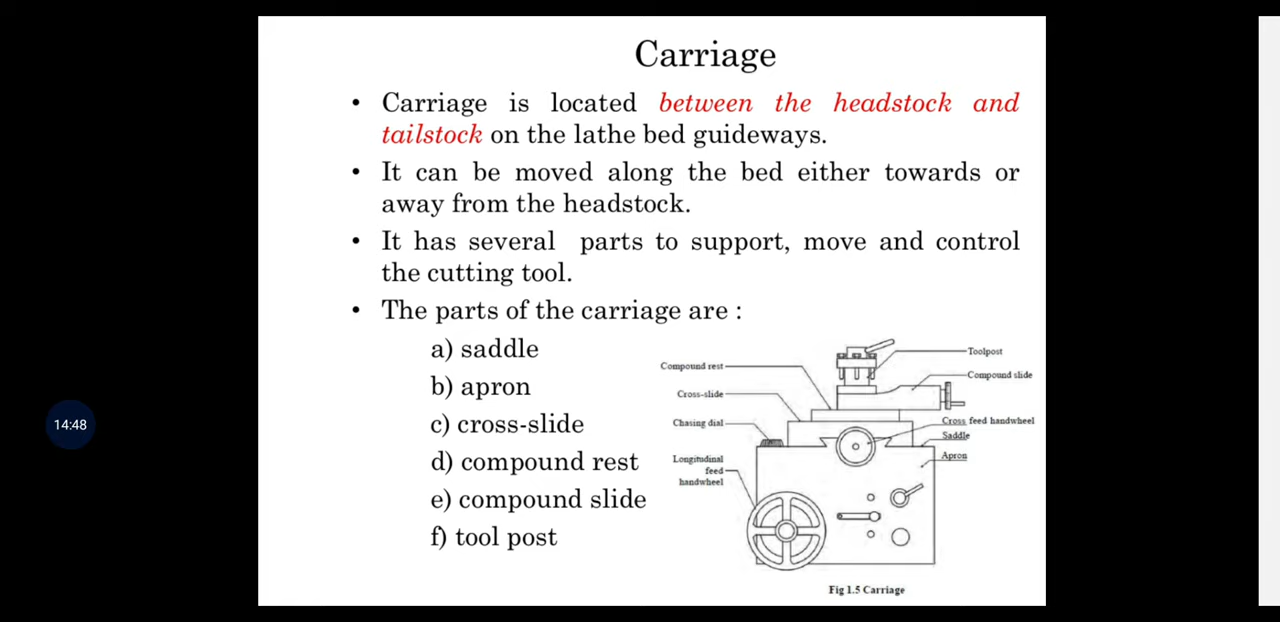 Carriage
• Carriage is located between the headstock and
tailstock on the lathe bed guideways.
• It can be moved along the bed either towards or
away from the headstock.
• It has several parts to support, move and control
the cutting tool.
• The parts of the carriage are :
a) saddle
b) apron
c) cross-slide
d) compound rest
e) compound slide
f) tool post
Compound rest
Cross-slide
Chasing dial
Longitudinal
feed
handwheel
Toolpost
Compound slide
Cross feed handwheel
Saddle
Apron
Fig 1.5 Carriage
14:48